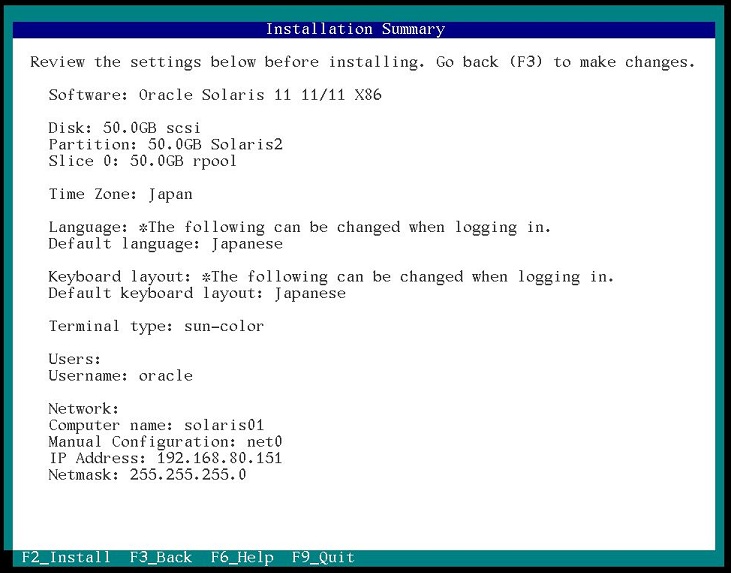 Installation Summary
Review the settings below before installing. Go back (F3) to make changes.
Software: Oracle Solaris 11 11/11 X86
Disk: 50.0GB scsi
Partition: 50.0GB Solaris2
Slice 0: 50.0GB rpool
Time Zone: Japan
Language: *The following can be changed when logging in.
Default language: Japanese
Keyboard layout: *The following can be changed when logging in.
Default keyboard layout: Japanese
Terminal type: sun-color
Users:
Username: oracle
Network:
Computer name: solaris01
Manual Configuration: net0
IP Address: 192.168.80.151
Netmask: 255.255.255.0
F2_Install F3_Back F6_Help F9_Quit